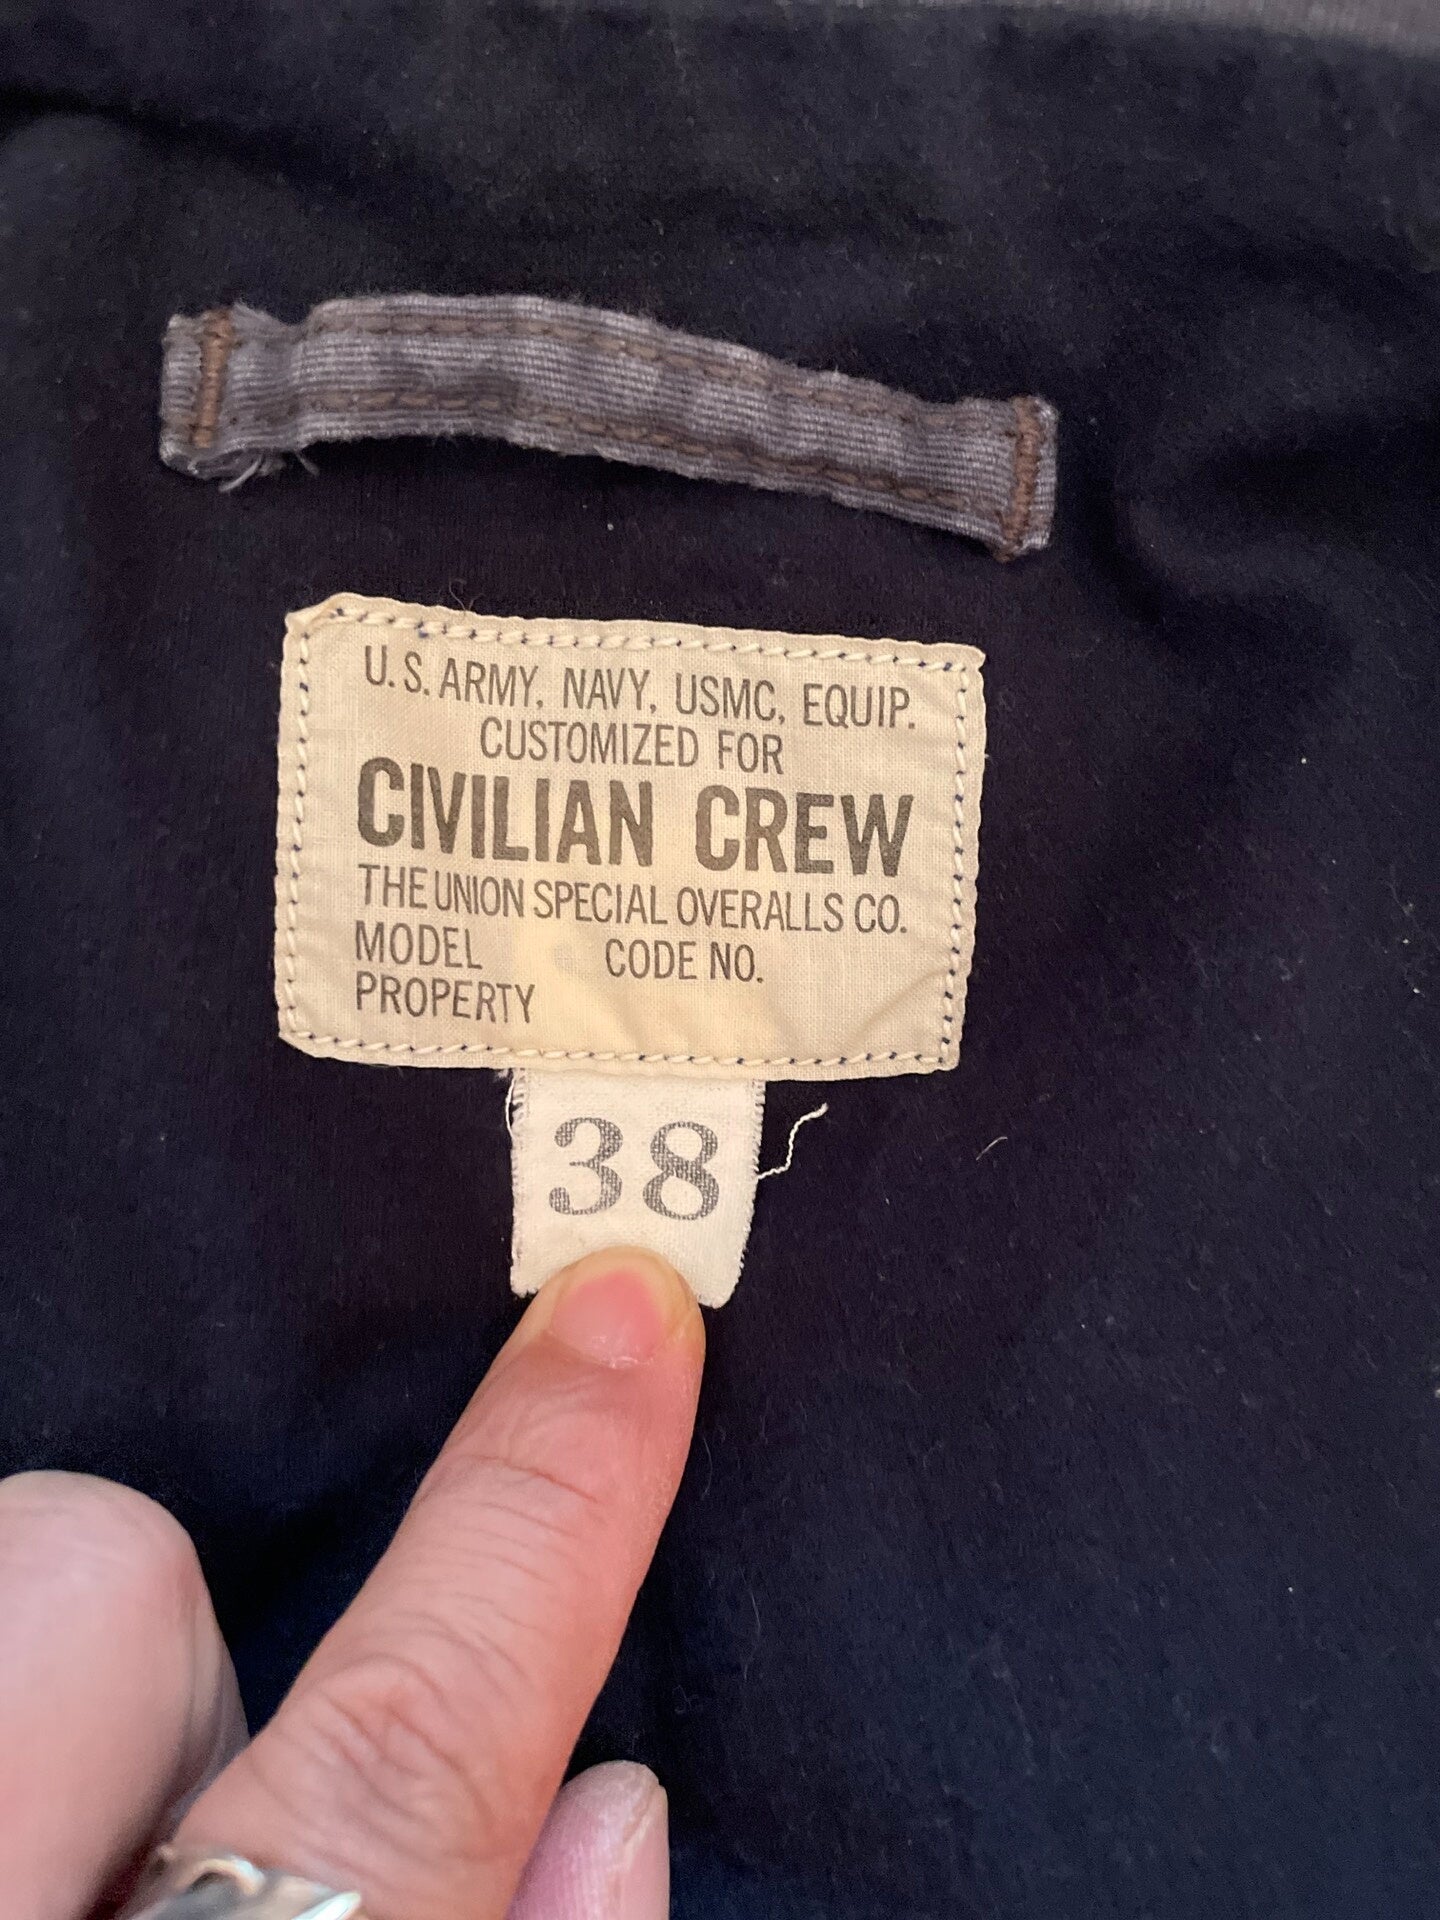 U.S. ARMY, NAVY, USMC, EQUIP.
CUSTOMIZED FOR
CIVILIAN CREW
THE UNION SPECIAL OVERALLS CO.
MODEL CODE NO.
PROPERTY
38